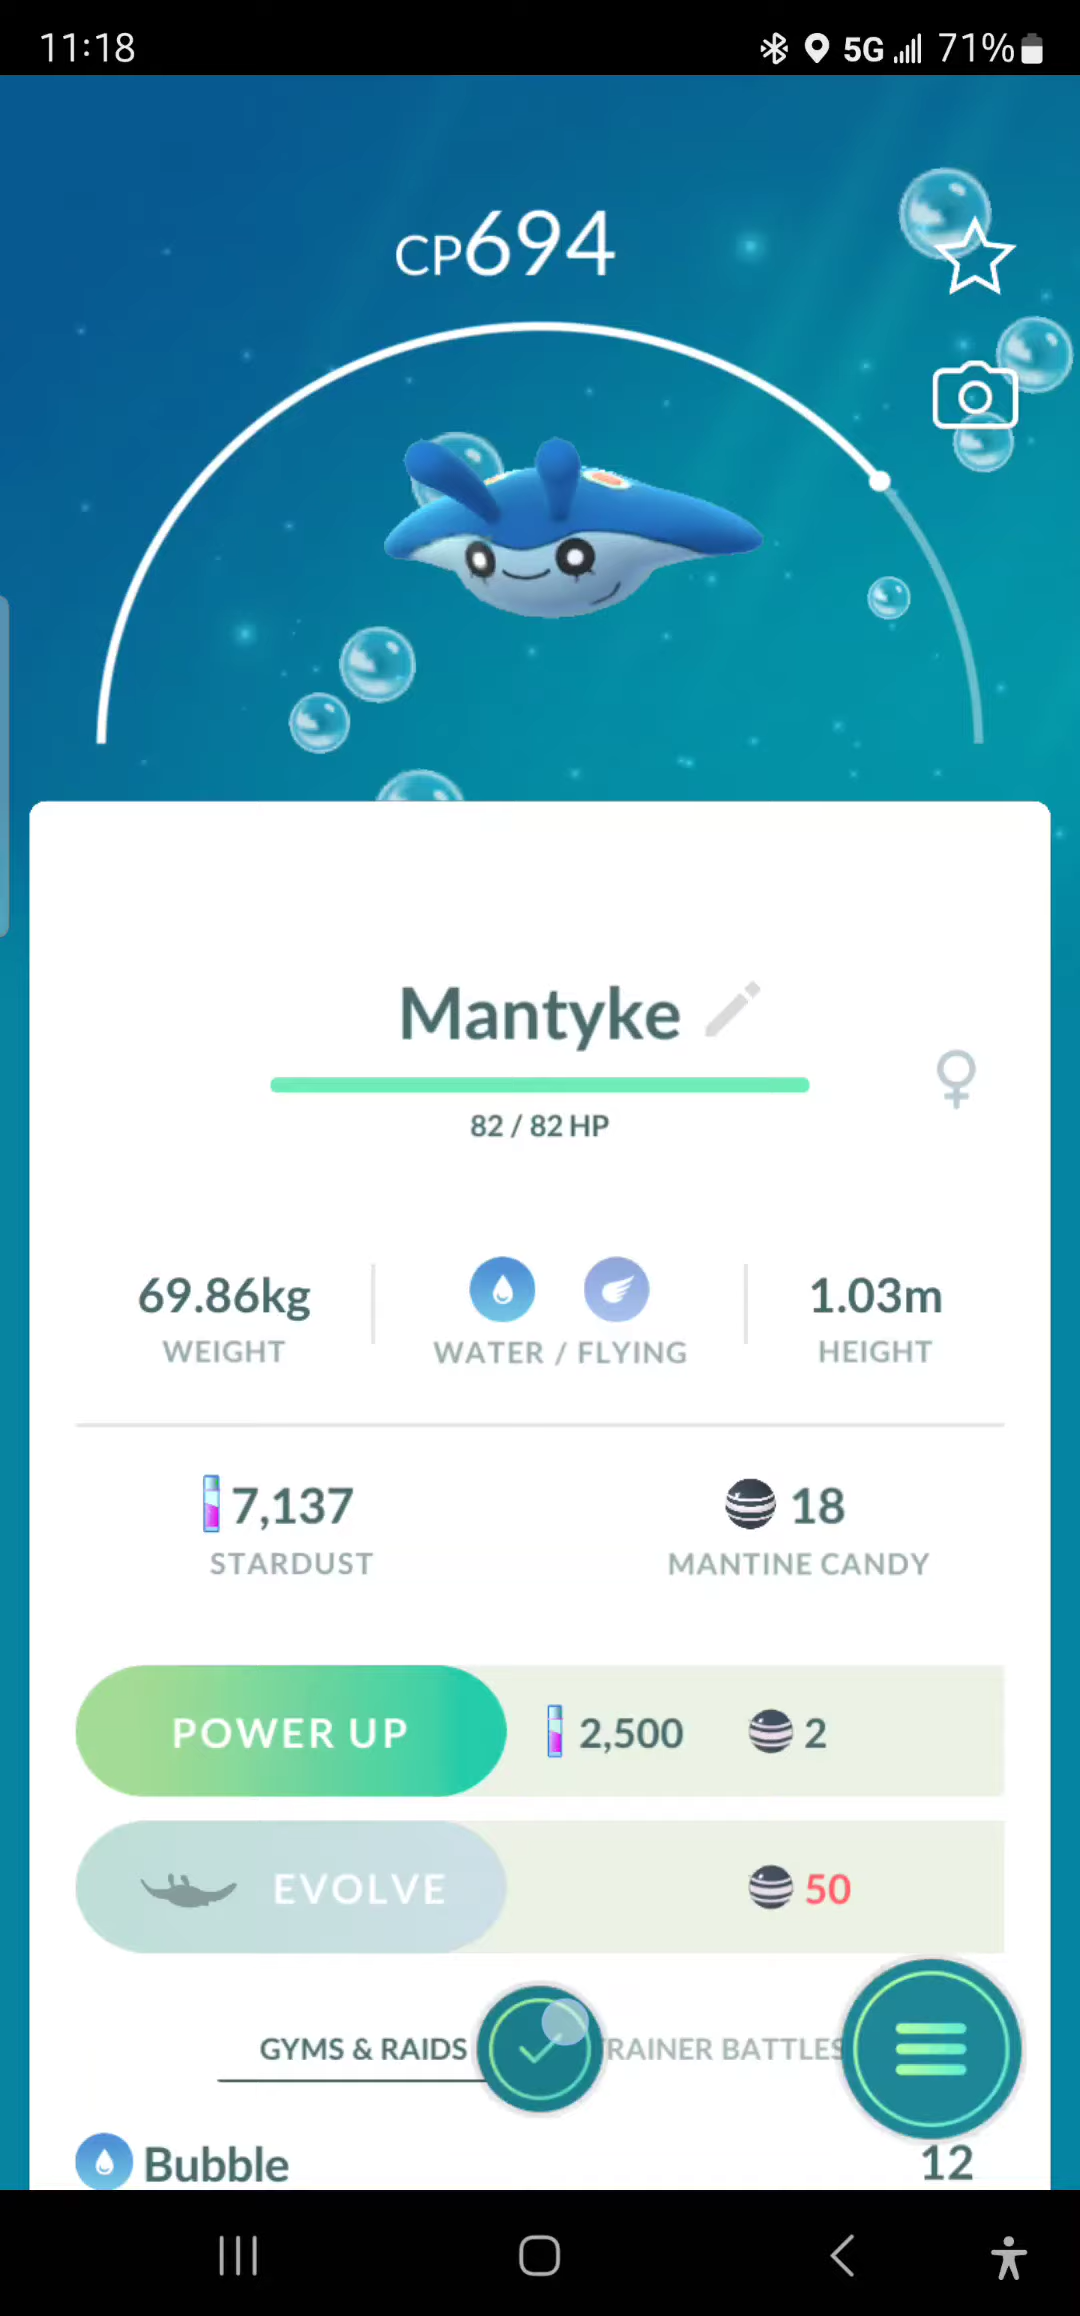 11:18 5G 71%
CP694
Mantyke
82 / 82 HP
69.86kg 1.03m
WEIGHT WATER / FLYING HEIGHT
7,137 18
STARDUST MANTINE CANDY
POWER UP 2,500 2
EVOLVE 50
GYMS & RAIDS RAINER BATTLES
Bubble 12